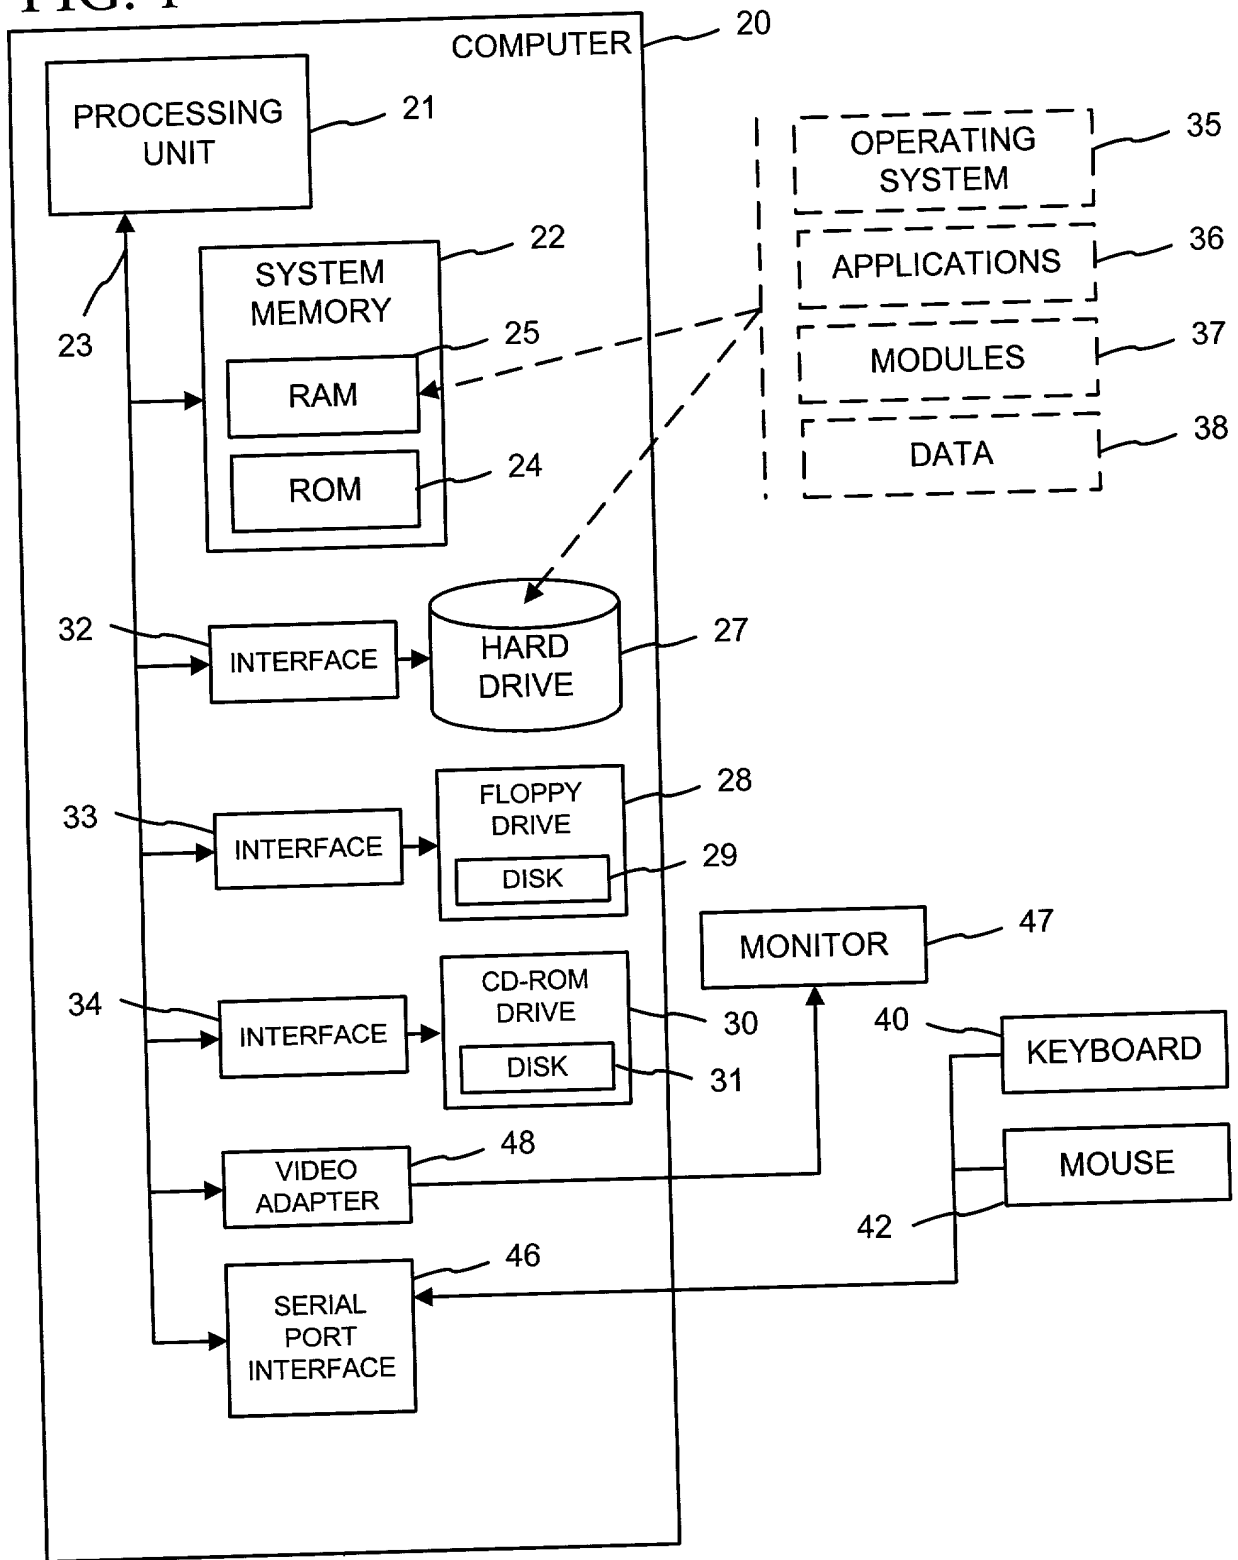 FIG. 1
COMPUTER
20
PROCESSING
UNIT
21
23
SYSTEM
MEMORY
22
RAM
25
ROM
24
OPERATING
SYSTEM
35
APPLICATIONS
36
MODULES
37
DATA
38
32
INTERFACE
HARD
DRIVE
27
33
INTERFACE
FLOPPY
DRIVE
28
DISK
29
34
INTERFACE
CD-ROM
DRIVE
30
DISK
31
MONITOR
47
40
KEYBOARD
MOUSE
42
VIDEO
ADAPTER
48
SERIAL
PORT
INTERFACE
46